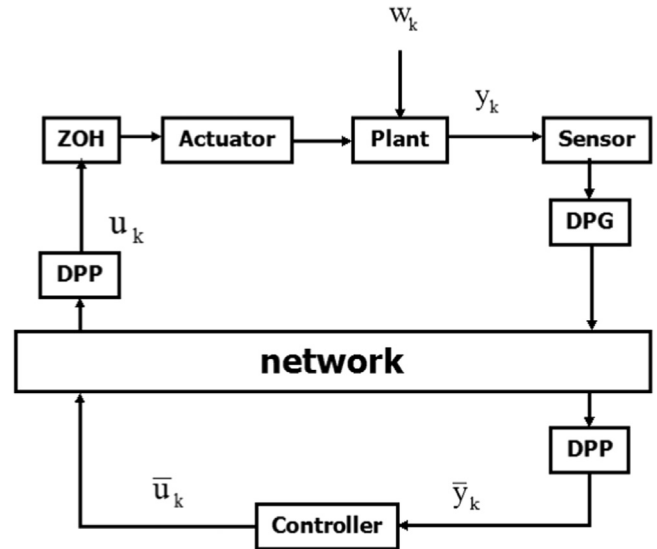 w_k
y_k
ZOH Actuator Plant Sensor
DPG
u_k
DPP
network
DPP
ū_k
ȳ_k
Controller